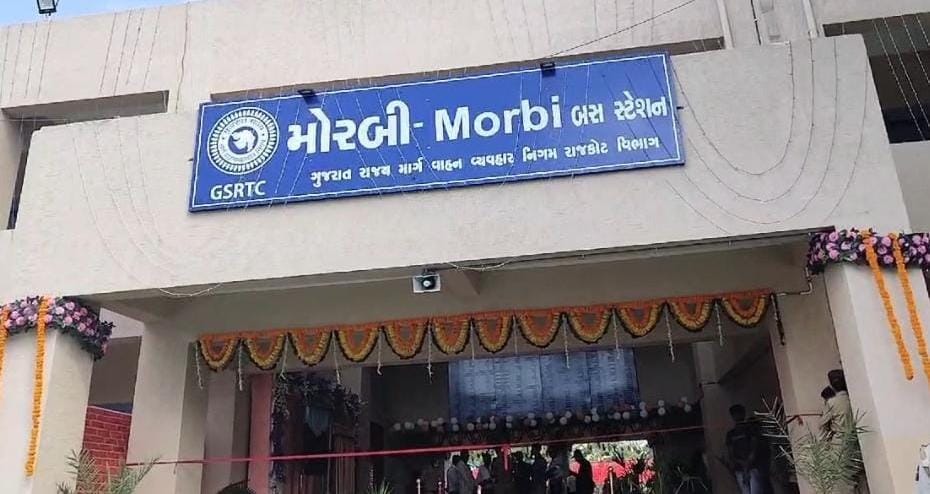 મોરબી - Morbi બસ સ્ટેશન
ગુજરાત રાજ્ય માર્ગ વાહન વ્યવહાર નિગમ રાજકોટ વિભાગ
GSRTC